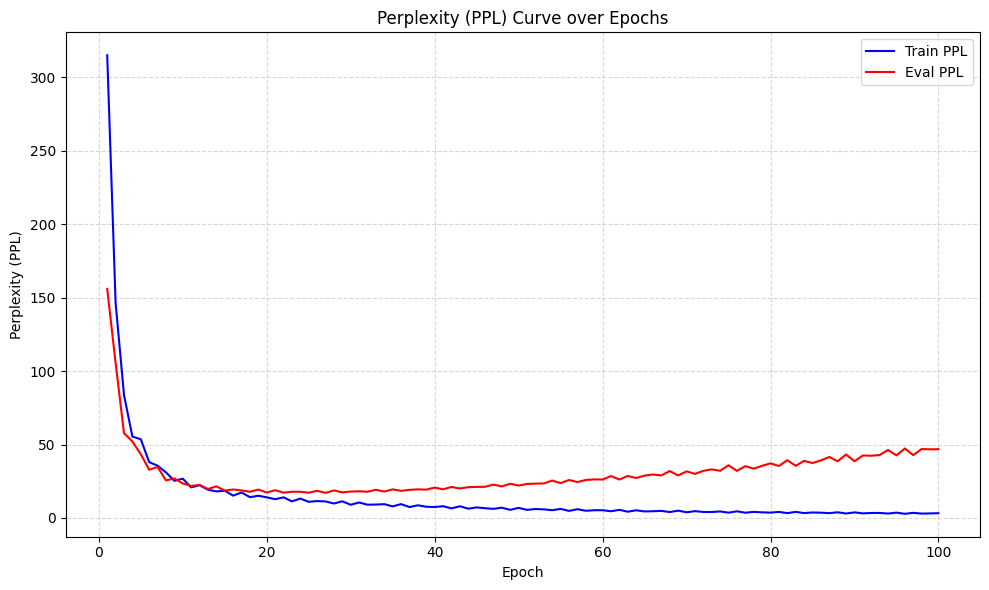 Perplexity (PPL) Curve over Epochs
Train PPL
Eval PPL
Perplexity (PPL)
300
250
200
150
100
50
0
0 20 40 60 80 100
Epoch